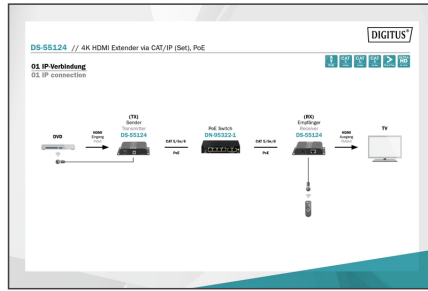 DIGITUS®
DS-55124 // 4K HDMI Extender via CAT/IP (Set), PoE
01 IP-Verbindung
01 IP connection
(TX)
Sender
Transmitter
DS-55124
(RX)
Empfänger
Receiver
DS-55124
DVD
HDMI
Eingang
Input
CAT 5/5e/6
PoE
PoE Switch
DN-95322-1
CAT 5/5e/6
PoE
HDMI
Ausgang
Output
TV